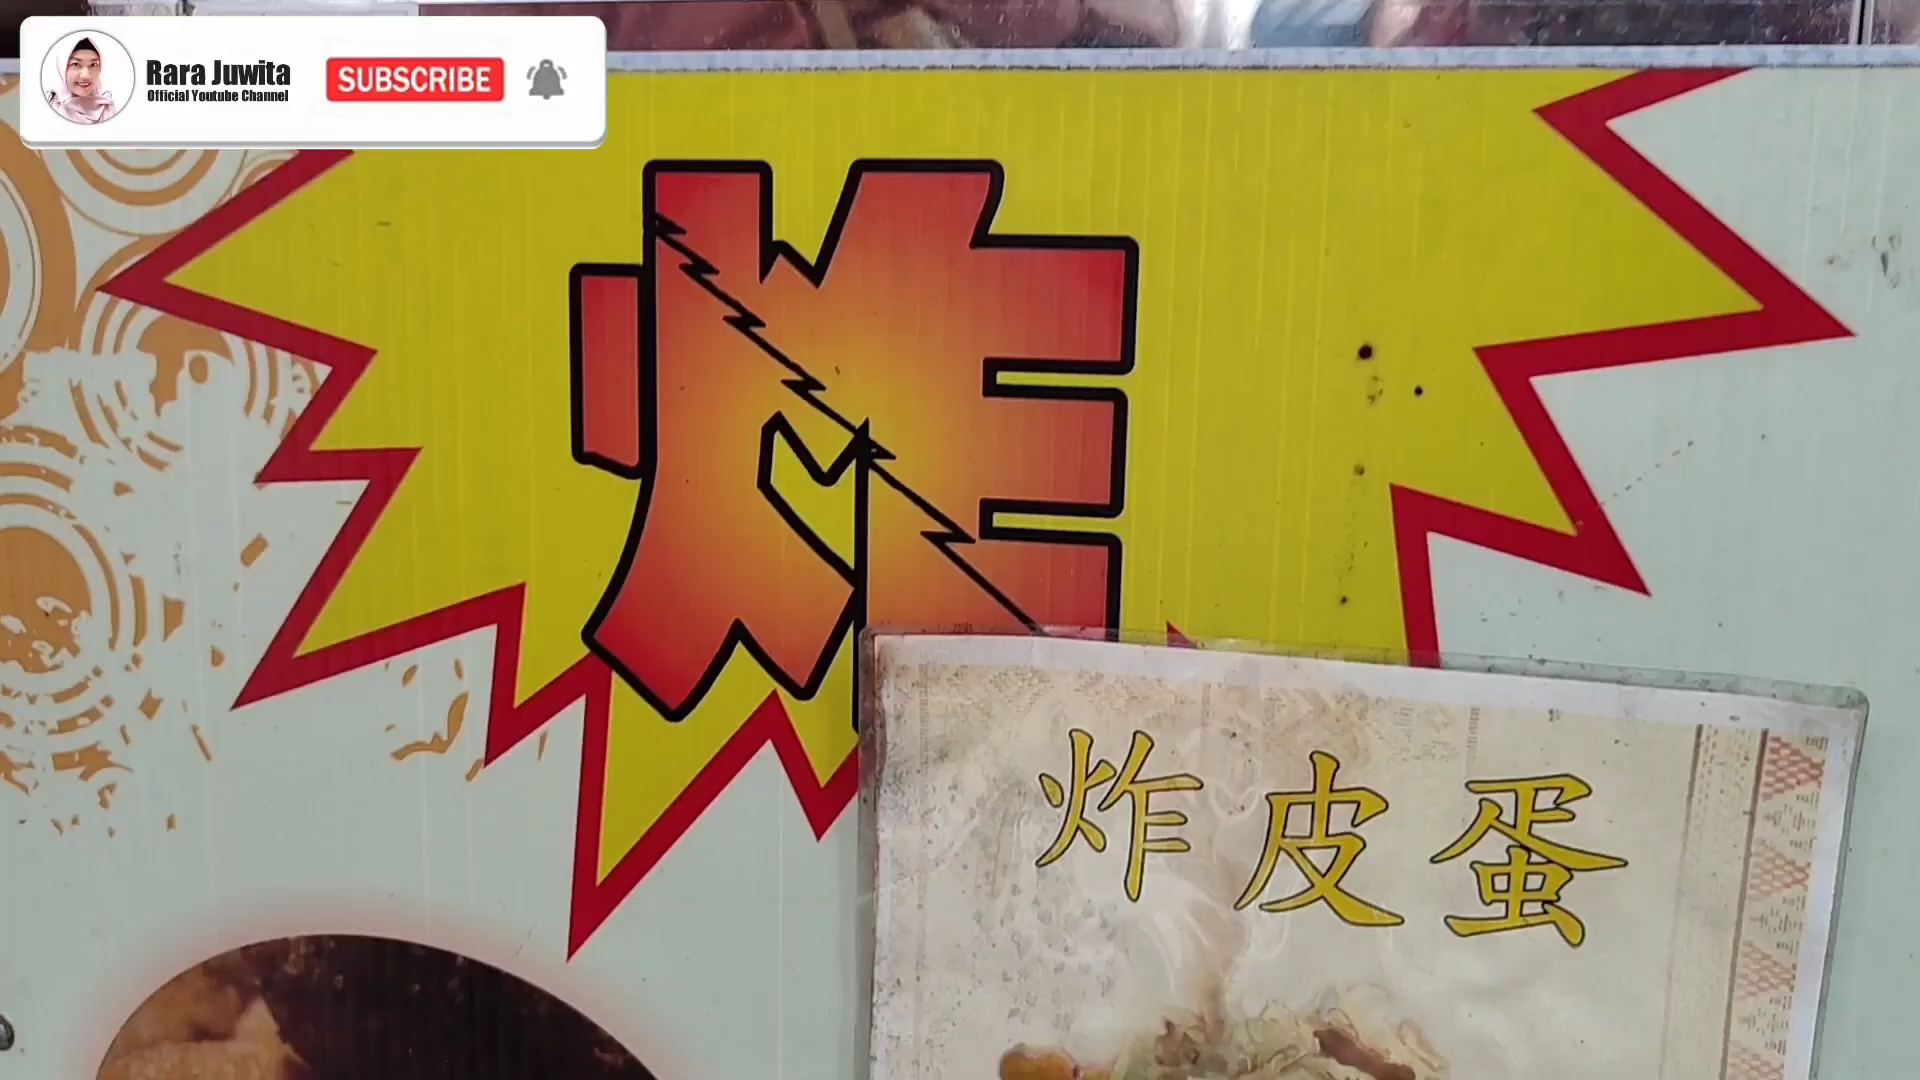 Rara Juwita
Official Youtube Channel
SUBSCRIBE
炸
炸皮蛋